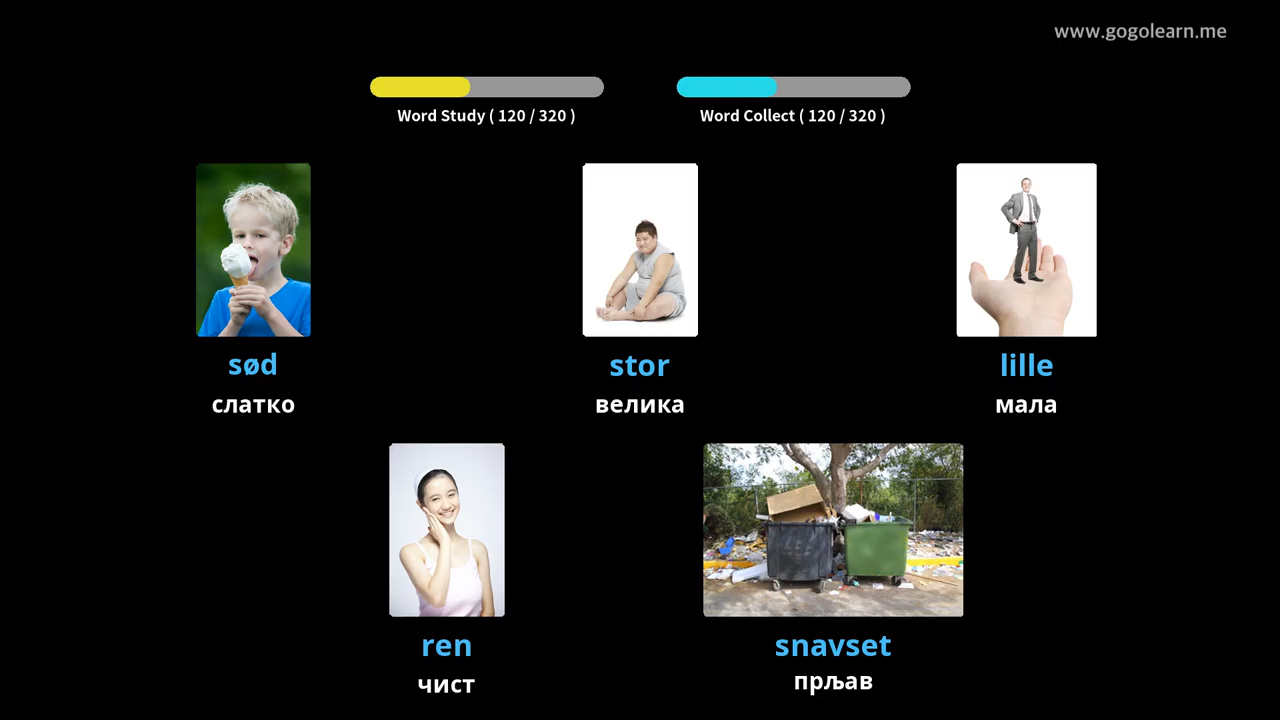 www.gogolearn.me
Word Study ( 120 / 320 )
Word Collect ( 120 / 320 )
sød
stor
lille
слатко
велика
мала
ren
snavset
чист
прљав